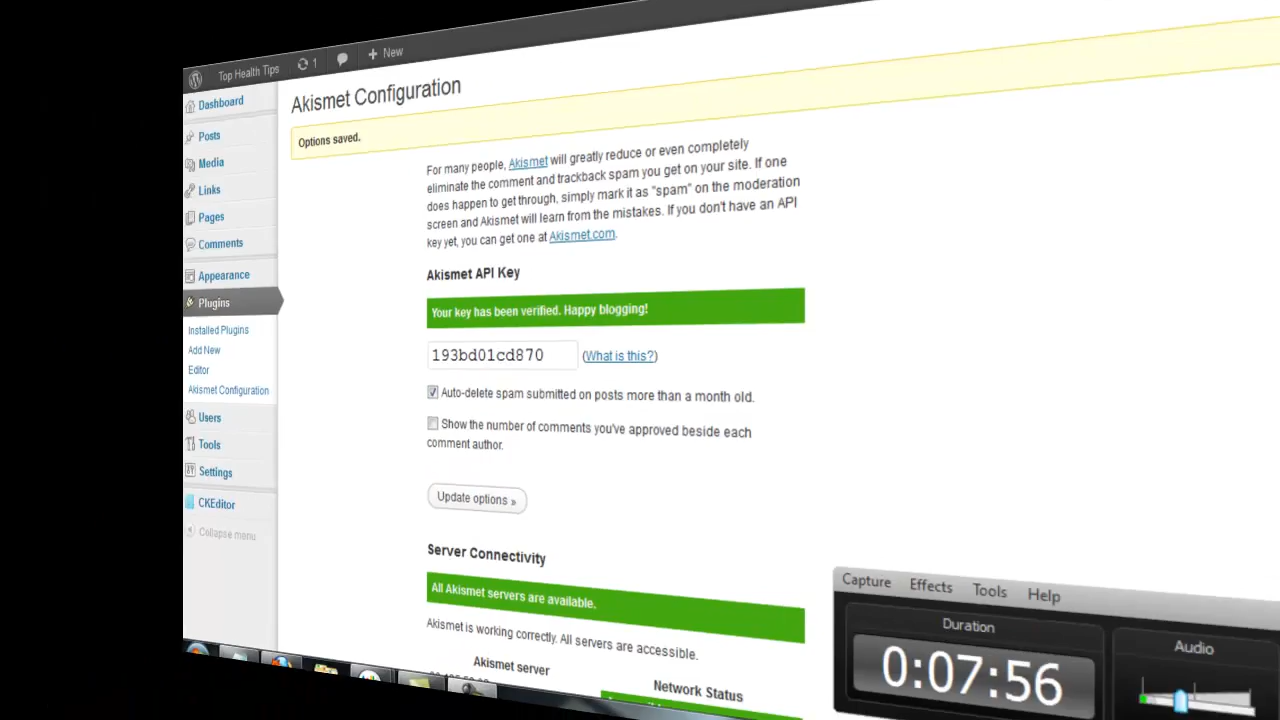 Top Health Tips
1
New
Dashboard
Posts
Media
Links
Pages
Comments
Appearance
Plugins
Installed Plugins
Add New
Editor
Akismet Configuration
Users
Tools
Settings
CKEditor
Collapse menu
Akismet Configuration
Options saved.
For many people, Akismet will greatly reduce or even completely
eliminate the comment and trackback spam you get on your site. If one
does happen to get through, simply mark it as "spam" on the moderation
screen and Akismet will learn from the mistakes. If you don't have an API
key yet, you can get one at Akismet.com.
Akismet API Key
Your key has been verified. Happy blogging!
193bd01cd870 (What is this?)
Auto-delete spam submitted on posts more than a month old.
Show the number of comments you've approved beside each
comment author.
Update options »
Server Connectivity
All Akismet servers are available.
Akismet is working correctly. All servers are accessible.
Akismet server
Network Status
Capture Effects Tools Help
Duration
0:07:56
Audio